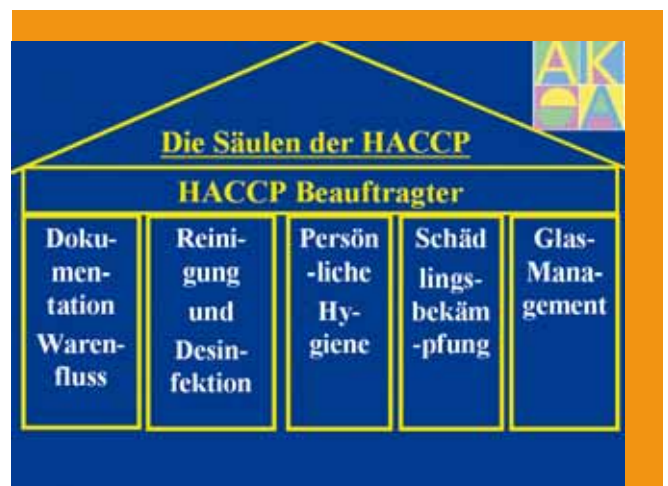 AK
Die Säulen der HACCP
HACCP Beauftragter
Doku-
men-
tation
Waren-
fluss
Reini-
gung
und
Desin-
fektion
Persön
-liche
Hy-
giene
Schäd
lings-
bekäm
-pfung
Glas-
Mana-
gement